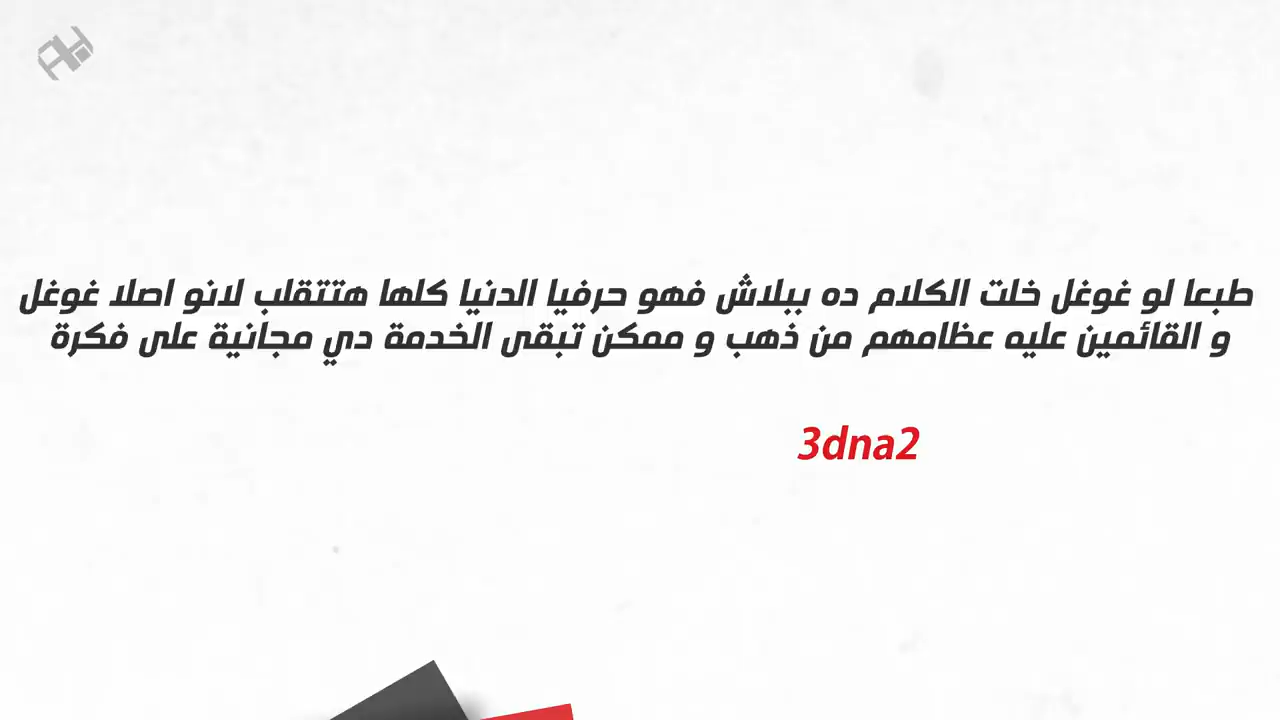 طبعا لو غوغل خلت الكلام ده ببلاش فهو حرفيا الدنيا كلها هتتقلب لانو اصلا غوغل
و القائمين عليه عظامهم من ذهب و ممكن تبقى الخدمة دي مجانية على فكرة
3dna2